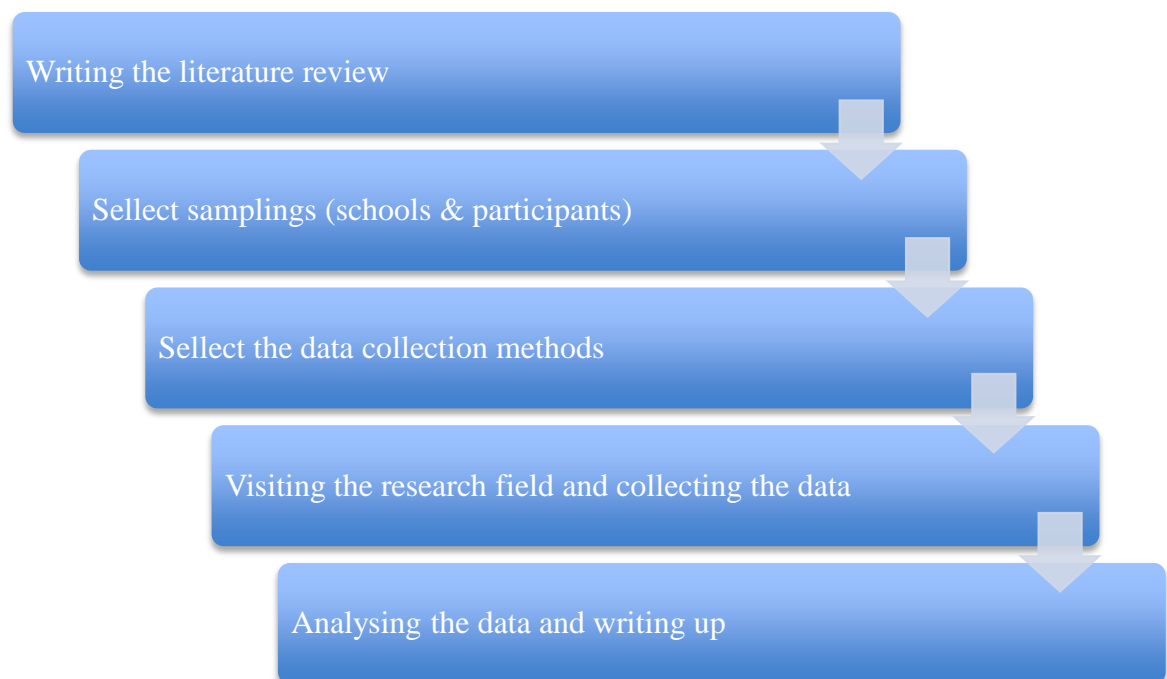 Writing the literature review
Sellect samplings (schools & participants)
Sellect the data collection methods
Visiting the research field and collecting the data
Analysing the data and writing up